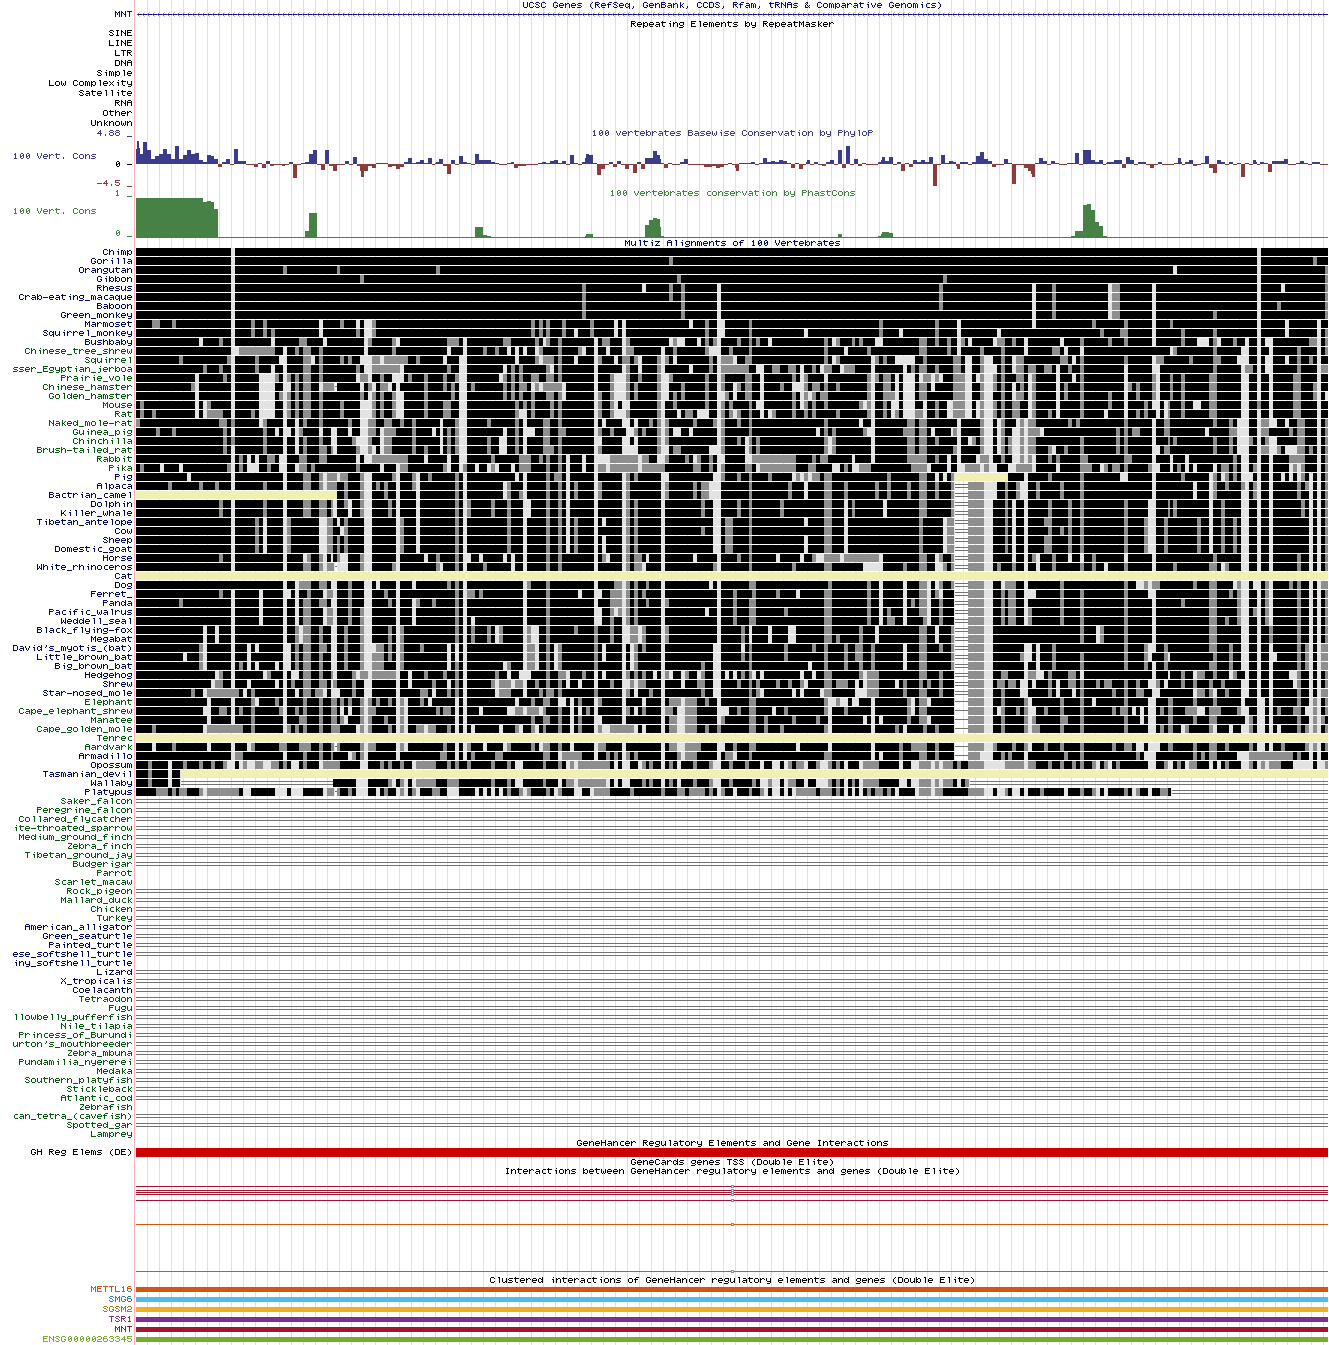 UCSC Genes (RefSeq, GenBank, CCDS, Rfam, tRNAs & Comparative Genomics)
MNT
Repeating Elements by RepeatMasker
SINE
LINE
LTR
DNA
Simple
Low Complexity
Satellite
RNA
Other
Unknown
4.88 _
100 vertebrates Basewise Conservation by PhyloP
100 Vert. Cons
0 -
-4.5 _
100 vertebrates conservation by PhastCons
1 _
100 Vert. Cons
0 _
Multiz Alignments of 100 Vertebrates
Chimp
Gorilla
Orangutan
Gibbon
Rhesus
Crab-eating_macaque
Baboon
Green_monkey
Marmoset
Squirrel_monkey
Bushbaby
Chinese_tree_shrew
Squirrel
sser_Egyptian_jerboa
Prairie_vole
Chinese_hamster
Golden_hamster
Mouse
Rat
Naked_mole-rat
Guinea_pig
Chinchilla
Brush-tailed_rat
Rabbit
Pika
Pig
Alpaca
Bactrian_camel
Dolphin
Killer_whale
Tibetan_antelope
Cow
Sheep
Domestic_goat
Horse
White_rhinoceros
Cat
Dog
Ferret_
Panda
Pacific_walrus
Weddell_seal
Black_flying-fox
Megabat
David's_myotis_(bat)
Little_brown_bat
Big_brown_bat
Hedgehog
Shrew
Star-nosed_mole
Elephant
Cape_elephant_shrew
Manatee
Cape_golden_mole
Tenrec
Aardvark
Armadillo
Opossum
Tasmanian_devil
Wallaby
Platypus
Saker_falcon
Peregrine_falcon
Collared_flycatcher
ite-throated_sparrow
Medium_ground_finch
Zebra_finch
Tibetan_ground_jay
Budgerigar
Parrot
Scarlet_macaw
Rock_pigeon
Mallard_duck
Chicken
Turkey
American_alligator
Green_seaturtle
Painted_turtle
ese_softshell_turtle
iny_softshell_turtle
Lizard
X_tropicalis
Coelacanth
Tetraodon
Fugu
llowbelly_pufferfish
Nile_tilapia
Princess_of_Burundi
urton's_mouthbreeder
Zebra_mbuna
Pundamilia_nyererei
Medaka
Southern_platyfish
Stickleback
Atlantic_cod
Zebrafish
can_tetra_(cavefish)
Spotted_gar
Lamprey
GeneHancer Regulatory Elements and Gene Interactions
GH Reg Elems (DE)
GeneCards genes TSS (Double Elite)
Interactions between GeneHancer regulatory elements and genes (Double Elite)
Clustered interactions of GeneHancer regulatory elements and genes (Double Elite)
METTL16
SMG6
SGSM2
TSR1
MNT
ENSG00000263345